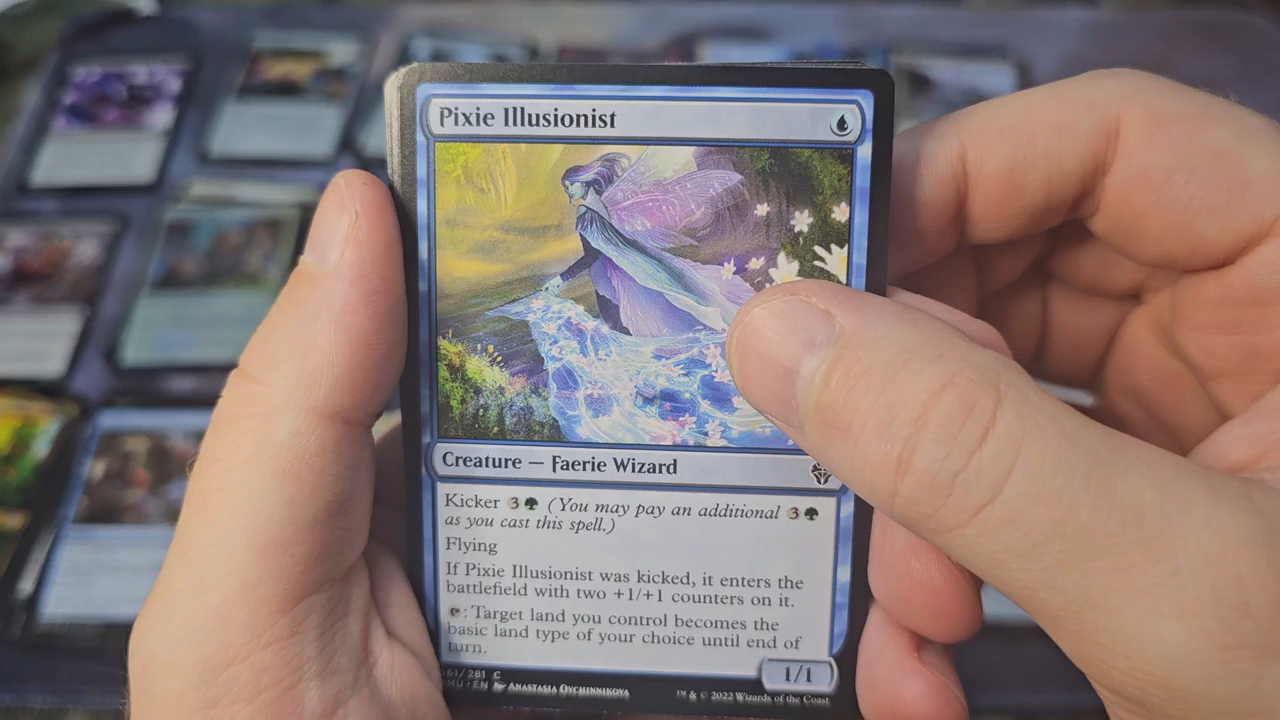 Pixie Illusionist
Creature — Faerie Wizard
Kicker 3 (You may pay an additional 3
as you cast this spell.)
Flying
If Pixie Illusionist was kicked, it enters the
battlefield with two +1/+1 counters on it.
: Target land you control becomes the
basic land type of your choice until end of
turn.
1/1
61/281 C
MU • EN Anastasia Ovchinnikova
™ & © 2022 Wizards of the Coast